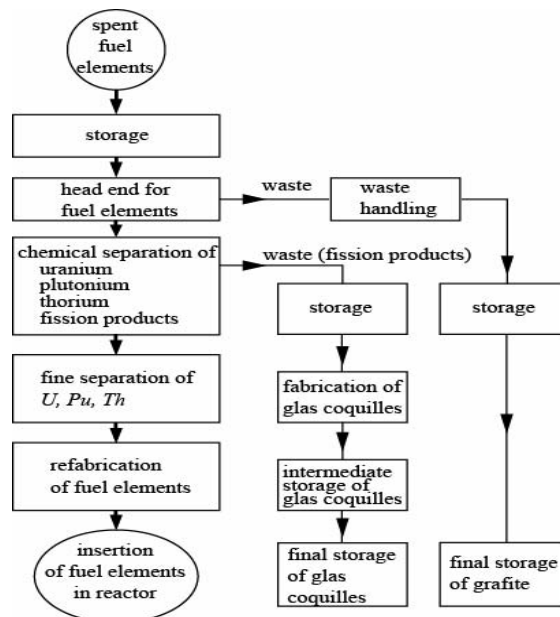 spent
fuel
elements
storage
head end for
fuel elements
waste
waste
handling
chemical separation of
uranium
plutonium
thorium
fission products
waste (fission products)
storage
storage
fine separation of
U, Pu, Th
fabrication of
glas coquilles
refabrication
of fuel elements
intermediate
storage of
glas coquilles
insertion
of fuel elements
in reactor
final storage
of glas
coquilles
final storage
of grafite